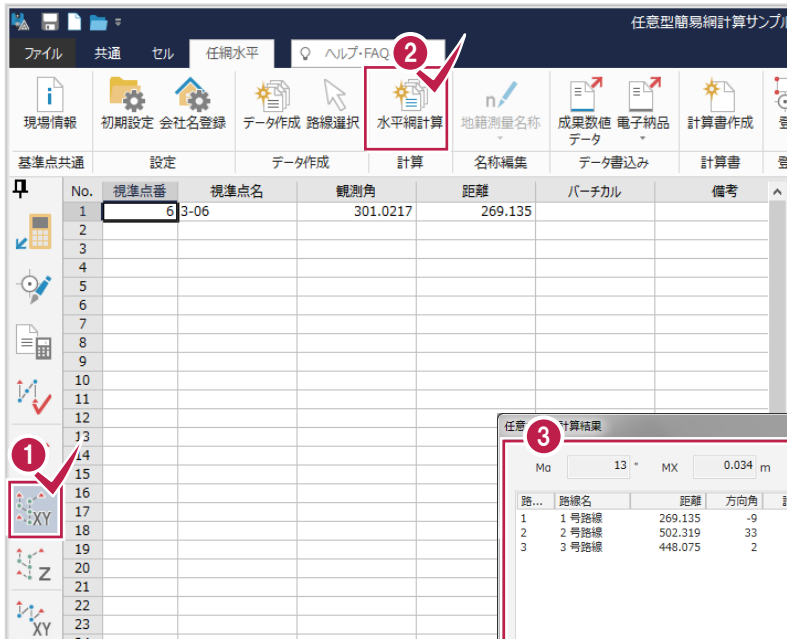 任意型簡易網計算サンプル
ファイル 共通 セル 任網水平 ヘルプ・FAQ
2
現場情報 初期設定 会社名登録 データ作成 路線選択 水平網計算 地籍測量名称 成果数値データ 電子納品 計算書作成
基準点共通 設定 データ作成 計算 名称編集 データ書込み 計算書
No. 視準点番 視準点名 観測角 距離 バーチカル 備考
1 6 3-06 301.0217 269.135
2
3
4
5
6
7
8
9
10
11
12
13
14
15
16
17
18
19
20
21
22
23
1
XY
Z
XY
3
計算結果
Mα 13 ″ MX 0.034 m
路... 路線名 距離 方向角
1 1 号路線 269.135 -9
2 2 号路線 502.319 33
3 3 号路線 448.075 2